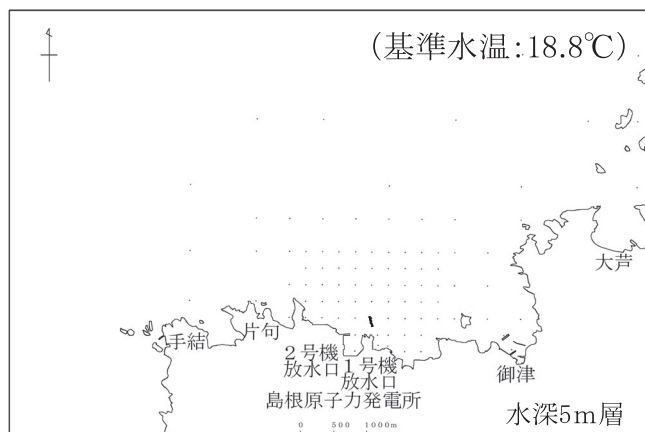 （基準水温:18.8℃）
大芦
手結
片句
２号機
放水口
１号機
放水口
御津
島根原子力発電所
水深5ｍ層
0 500 1000m